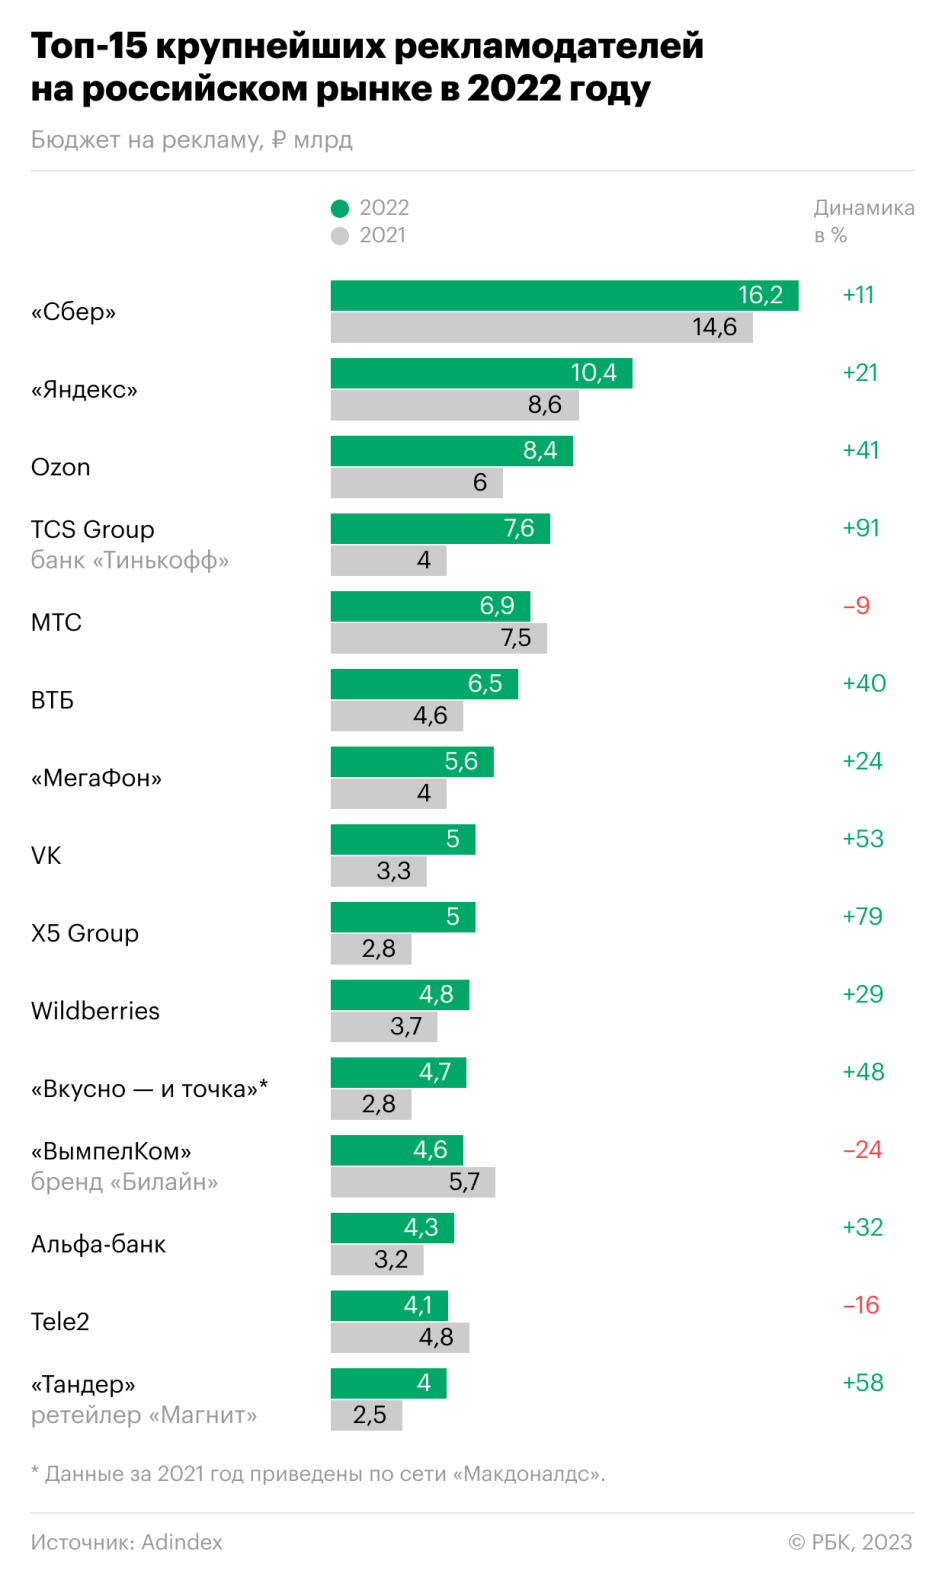 Топ-15 крупнейших рекламодателей
на российском рынке в 2022 году
Бюджет на рекламу, ₽ млрд
2022
2021
Динамика
в %
«Сбер»
16,2
14,6
+11
«Яндекс»
10,4
8,6
+21
Ozon
8,4
6
+41
TCS Group
банк «Тинькофф»
7,6
4
+91
МТС
6,9
7,5
–9
ВТБ
6,5
4,6
+40
«МегаФон»
5,6
4
+24
VK
5
3,3
+53
X5 Group
5
2,8
+79
Wildberries
4,8
3,7
+29
«Вкусно — и точка»*
4,7
2,8
+48
«ВымпелКом»
бренд «Билайн»
4,6
5,7
–24
Альфа-банк
4,3
3,2
+32
Tele2
4,1
4,8
–16
«Тандер»
ретейлер «Магнит»
4
2,5
+58
* Данные за 2021 год приведены по сети «Макдоналдс».
Источник: Adindex
© РБК, 2023